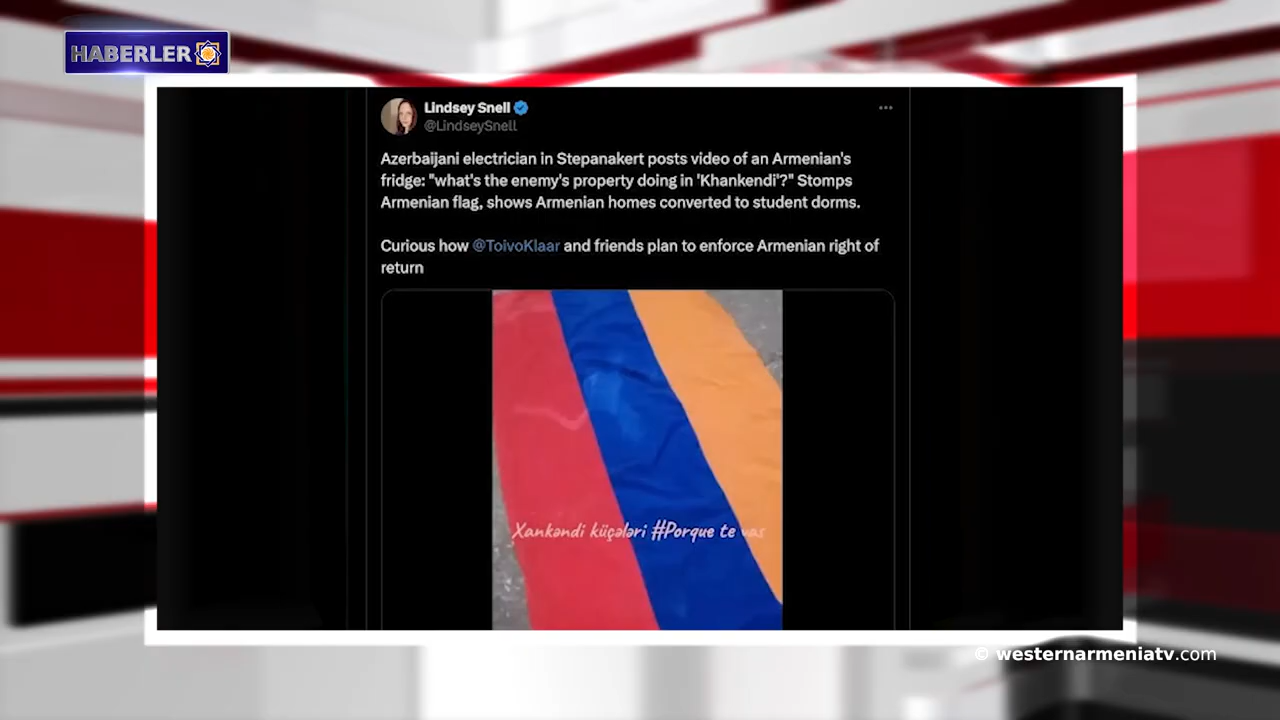 HABERLER
Lindsey Snell
@LindseySnell
Azerbaijani electrician in Stepanakert posts video of an Armenian's
fridge: "what's the enemy's property doing in 'Khankendi'?" Stomps
Armenian flag, shows Armenian homes converted to student dorms.
Curious how @ToivoKlaar and friends plan to enforce Armenian right of
return
Xankəndi küçələri #Porque te vas
© westernarmeniatv.com